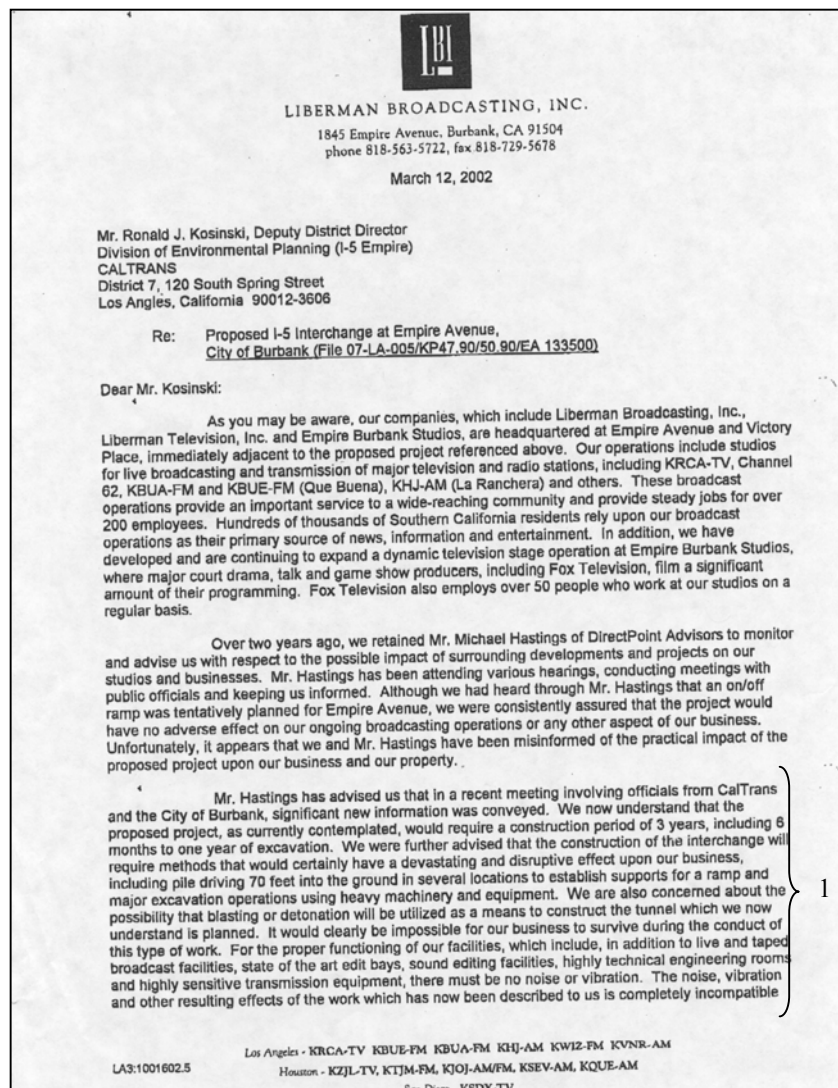 LBI
LIBERMAN BROADCASTING, INC.
1845 Empire Avenue, Burbank, CA 91504
phone 818-563-5722, fax 818-729-5678
March 12, 2002
Mr. Ronald J. Kosinski, Deputy District Director
Division of Environmental Planning (I-5 Empire)
CALTRANS
District 7, 120 South Spring Street
Los Angles, California 90012-3606
Re: Proposed I-5 Interchange at Empire Avenue,
City of Burbank (File 07-LA-005/KP47.90/50.90/EA 133500)
Dear Mr. Kosinski:
As you may be aware, our companies, which include Liberman Broadcasting, Inc.,
Liberman Television, Inc. and Empire Burbank Studios, are headquartered at Empire Avenue and Victory
Place, immediately adjacent to the proposed project referenced above. Our operations include studios
for live broadcasting and transmission of major television and radio stations, including KRCA-TV, Channel
62, KBUA-FM and KBUE-FM (Que Buena), KHJ-AM (La Ranchera) and others. These broadcast
operations provide an important service to a wide-reaching community and provide steady jobs for over
200 employees. Hundreds of thousands of Southern California residents rely upon our broadcast
operations as their primary source of news, information and entertainment. In addition, we have
developed and are continuing to expand a dynamic television stage operation at Empire Burbank Studios,
where major court drama, talk and game show producers, including Fox Television, film a significant
amount of their programming. Fox Television also employs over 50 people who work at our studios on a
regular basis.
Over two years ago, we retained Mr. Michael Hastings of DirectPoint Advisors to monitor
and advise us with respect to the possible impact of surrounding developments and projects on our
studios and businesses. Mr. Hastings has been attending various hearings, conducting meetings with
public officials and keeping us informed. Although we had heard through Mr. Hastings that an on/off
ramp was tentatively planned for Empire Avenue, we were consistently assured that the project would
have no adverse effect on our ongoing broadcasting operations or any other aspect of our business.
Unfortunately, it appears that we and Mr. Hastings have been misinformed of the practical impact of the
proposed project upon our business and our property.
Mr. Hastings has advised us that in a recent meeting involving officials from CalTrans
and the City of Burbank, significant new information was conveyed. We now understand that the
proposed project, as currently contemplated, would require a construction period of 3 years, including 6
months to one year of excavation. We were further advised that the construction of the interchange will
require methods that would certainly have a devastating and disruptive effect upon our business,
including pile driving 70 feet into the ground in several locations to establish supports for a ramp and
major excavation operations using heavy machinery and equipment. We are also concerned about the
possibility that blasting or detonation will be utilized as a means to construct the tunnel which we now
understand is planned. It would clearly be impossible for our business to survive during the conduct of
this type of work. For the proper functioning of our facilities, which include, in addition to live and taped
broadcast facilities, state of the art edit bays, sound editing facilities, highly technical engineering rooms
and highly sensitive transmission equipment, there must be no noise or vibration. The noise, vibration
and other resulting effects of the work which has now been described to us is completely incompatible
1
Los Angeles - KRCA-TV KBUE-FM KBUA-FM KHJ-AM KWIZ-FM KVNR-AM
LA3:1001602.5
Houston - KZJL-TV, KTJM-FM, KJOJ-AM/FM, KSEV-AM, KQUE-AM